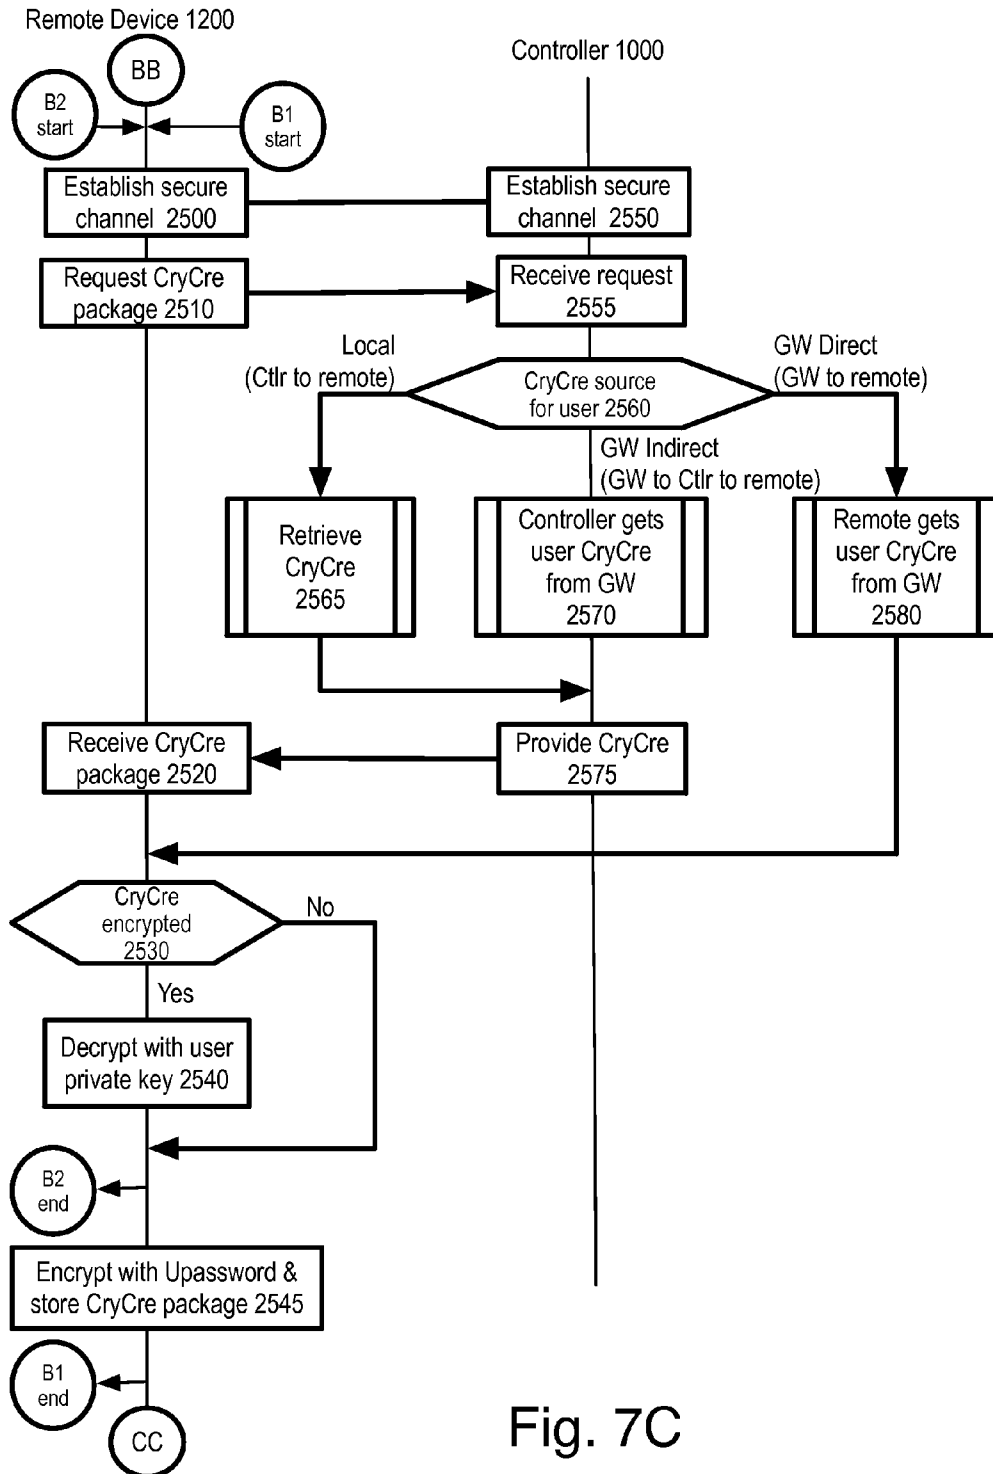 Remote Device 1200
BB
Controller 1000
B2
start
B1
start
Establish secure
channel 2500
Establish secure
channel 2550
Request CryCre
package 2510
Receive request
2555
Local
(Ctlr to remote)
CryCre source
for user 2560
GW Direct
(GW to remote)
GW Indirect
(GW to Ctlr to remote)
Retrieve
CryCre
2565
Controller gets
user CryCre
from GW
2570
Remote gets
user CryCre
from GW
2580
Receive CryCre
package 2520
Provide CryCre
2575
CryCre
encrypted
2530
No
Yes
Decrypt with user
private key 2540
B2
end
Encrypt with Upassword &
store CryCre package 2545
B1
end
CC
Fig. 7C